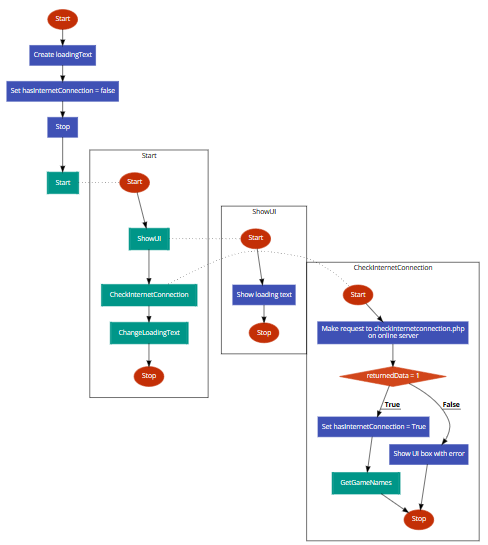 Start
Create loadingText
Set hasInternetConnection = false
Stop
Start
Start
Start
ShowUI
CheckInternetConnection
ChangeLoadingText
Stop
ShowUI
Start
Show loading text
Stop
CheckInternetConnection
Start
Make request to checkinternetconnection.php
on online server
returnedData = 1
True
False
Set hasInternetConnection = True
Show UI box with error
GetGameNames
Stop